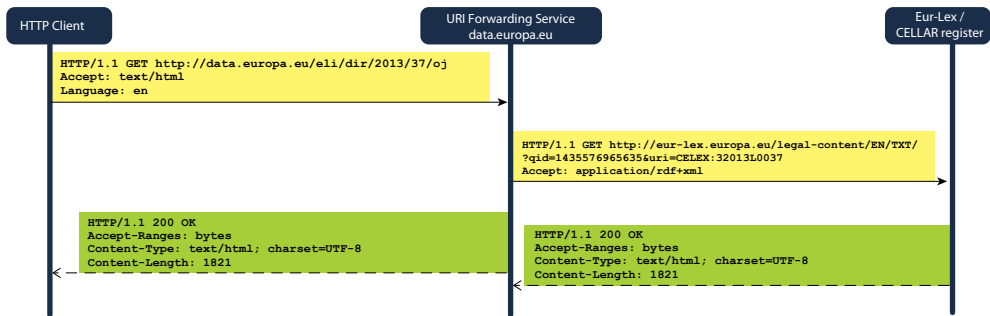 HTTP Client
URI Forwarding Service
data.europa.eu
Eur-Lex /
CELLAR register
HTTP/1.1 GET http://data.europa.eu/eli/dir/2013/37/oj
Accept: text/html
Language: en
HTTP/1.1 GET http://eur-lex.europa.eu/legal-content/EN/TXT/
?qid=1435576965635&uri=CELEX:32013L0037
Accept: application/rdf+xml
HTTP/1.1 200 OK
Accept-Ranges: bytes
Content-Type: text/html; charset=UTF-8
Content-Length: 1821
HTTP/1.1 200 OK
Accept-Ranges: bytes
Content-Type: text/html; charset=UTF-8
Content-Length: 1821